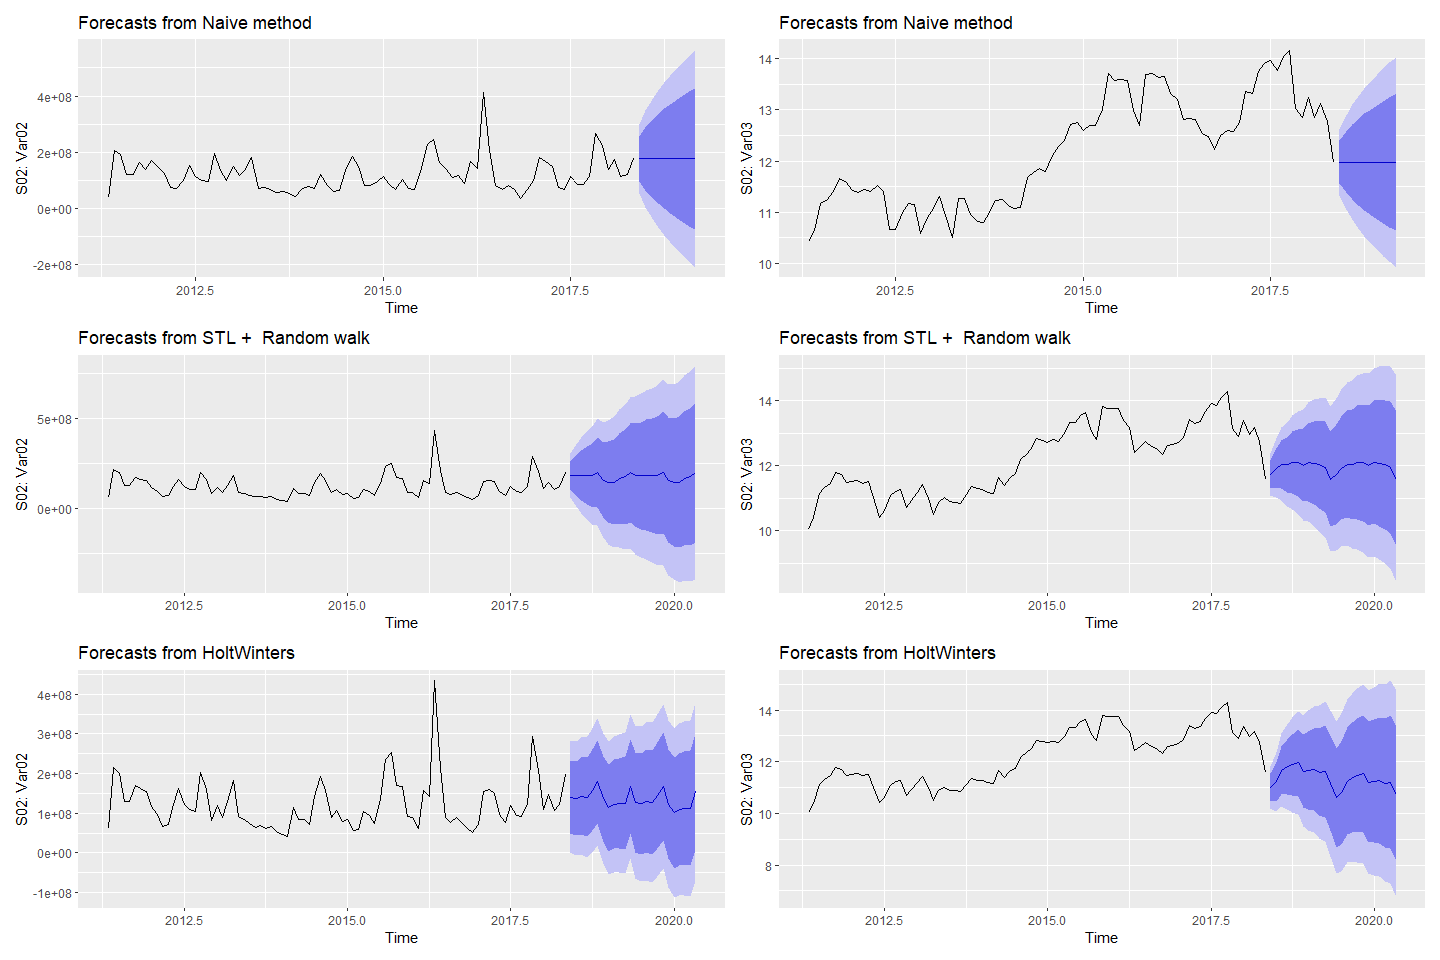 Forecasts from Naive method
S02: Var02
4e+08
2e+08
0e+00
-2e+08
2012.5 2015.0 2017.5
Time
Forecasts from Naive method
S02: Var03
14
13
12
11
10
2012.5 2015.0 2017.5
Time
Forecasts from STL +  Random walk
S02: Var02
5e+08
0e+00
2012.5 2015.0 2017.5 2020.0
Time
Forecasts from STL +  Random walk
S02: Var03
14
12
10
2012.5 2015.0 2017.5 2020.0
Time
Forecasts from HoltWinters
S02: Var02
4e+08
3e+08
2e+08
1e+08
0e+00
-1e+08
2012.5 2015.0 2017.5 2020.0
Time
Forecasts from HoltWinters
S02: Var03
14
12
10
8
2012.5 2015.0 2017.5 2020.0
Time